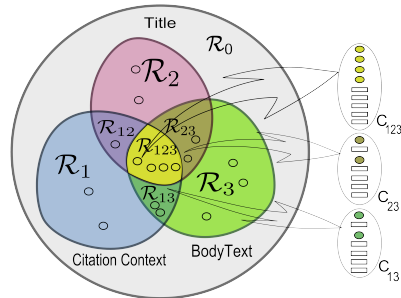 Title
R0
R2
R12
R23
R123
R1
R13
R3
Citation Context
BodyText
C123
C23
C13